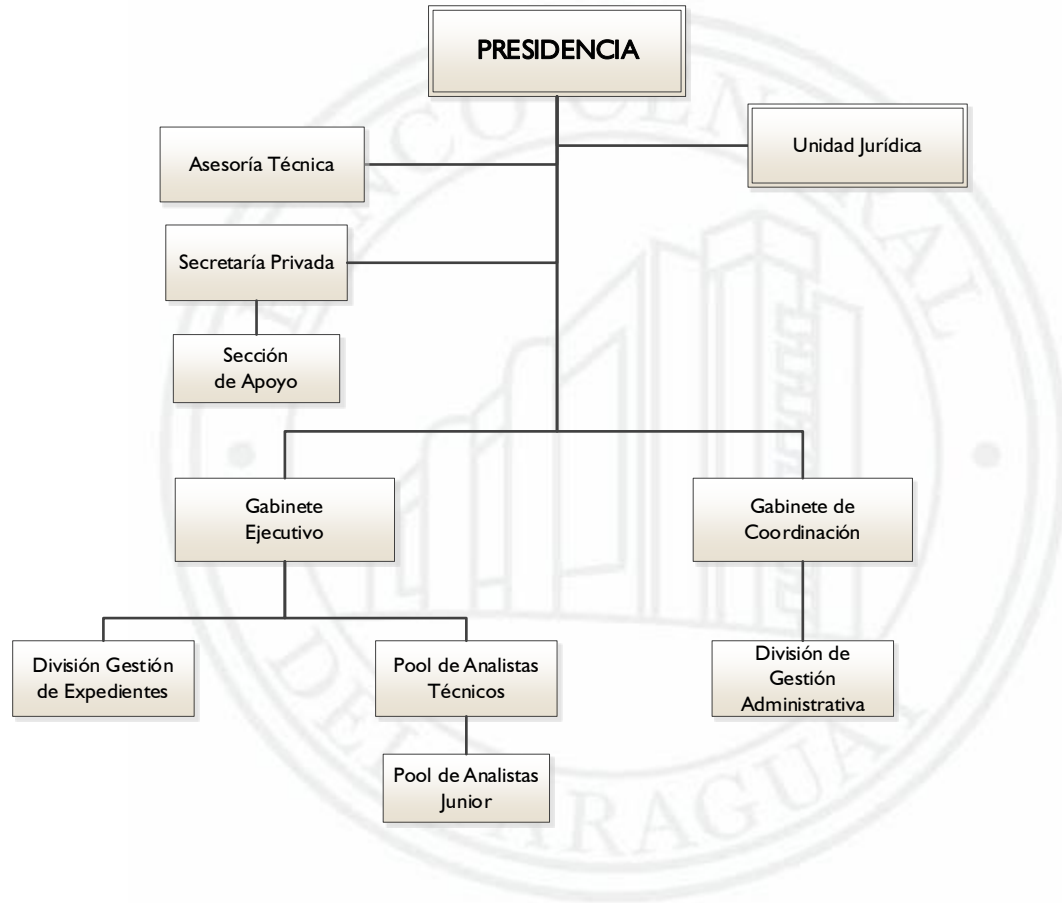 PRESIDENCIA
Unidad Jurídica
Asesoría Técnica
Secretaría Privada
Sección
de Apoyo
Gabinete
Ejecutivo
Gabinete de
Coordinación
División Gestión
de Expedientes
Pool de Analistas
Técnicos
División de
Gestión
Administrativa
Pool de Analistas
Junior